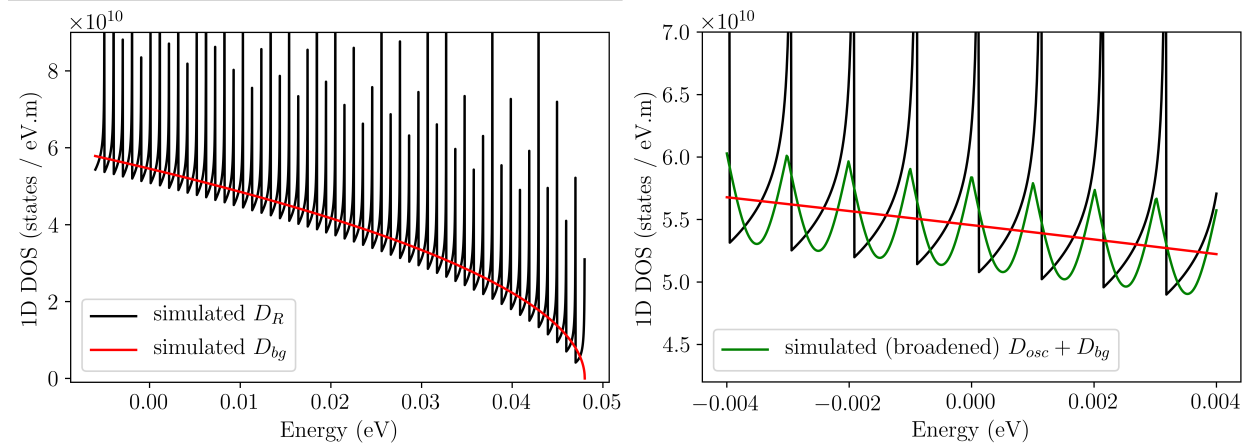 ×10^10
1D DOS (states / eV.m)
8
6
4
2
0
simulated D_R
simulated D_bg
0.00 0.01 0.02 0.03 0.04 0.05
Energy (eV)
×10^10
1D DOS (states / eV.m)
7.0
6.5
6.0
5.5
5.0
4.5
simulated (broadened) D_osc + D_bg
−0.004 −0.002 0.000 0.002 0.004
Energy (eV)